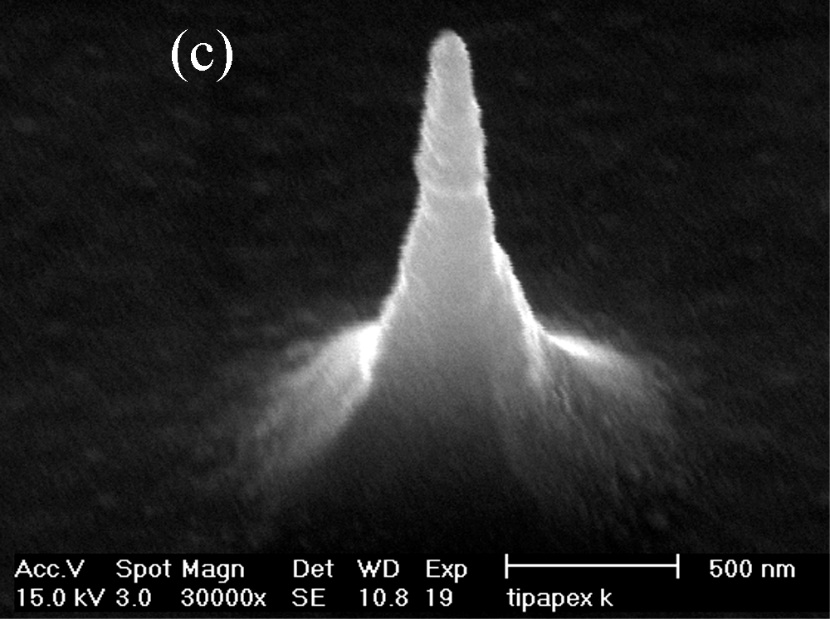 (c)
Acc.V Spot Magn Det WD Exp 500 nm
15.0 kV 3.0 30000x SE 10.8 19 tipapex k